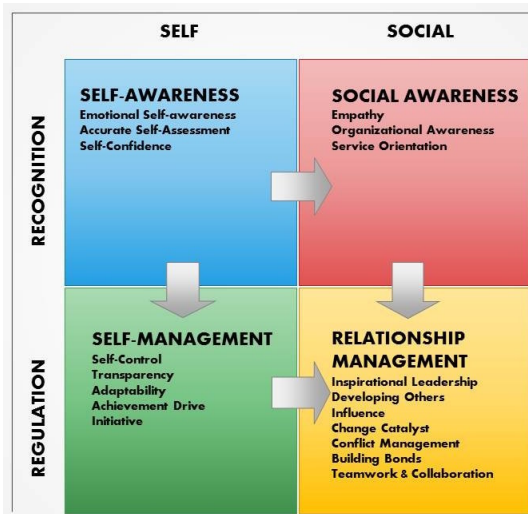 SELF
SOCIAL
RECOGNITION
SELF-AWARENESS
Emotional Self-awareness
Accurate Self-Assessment
Self-Confidence
SOCIAL AWARENESS
Empathy
Organizational Awareness
Service Orientation
REGULATION
SELF-MANAGEMENT
Self-Control
Transparency
Adaptability
Achievement Drive
Initiative
RELATIONSHIP
MANAGEMENT
Inspirational Leadership
Developing Others
Influence
Change Catalyst
Conflict Management
Building Bonds
Teamwork & Collaboration